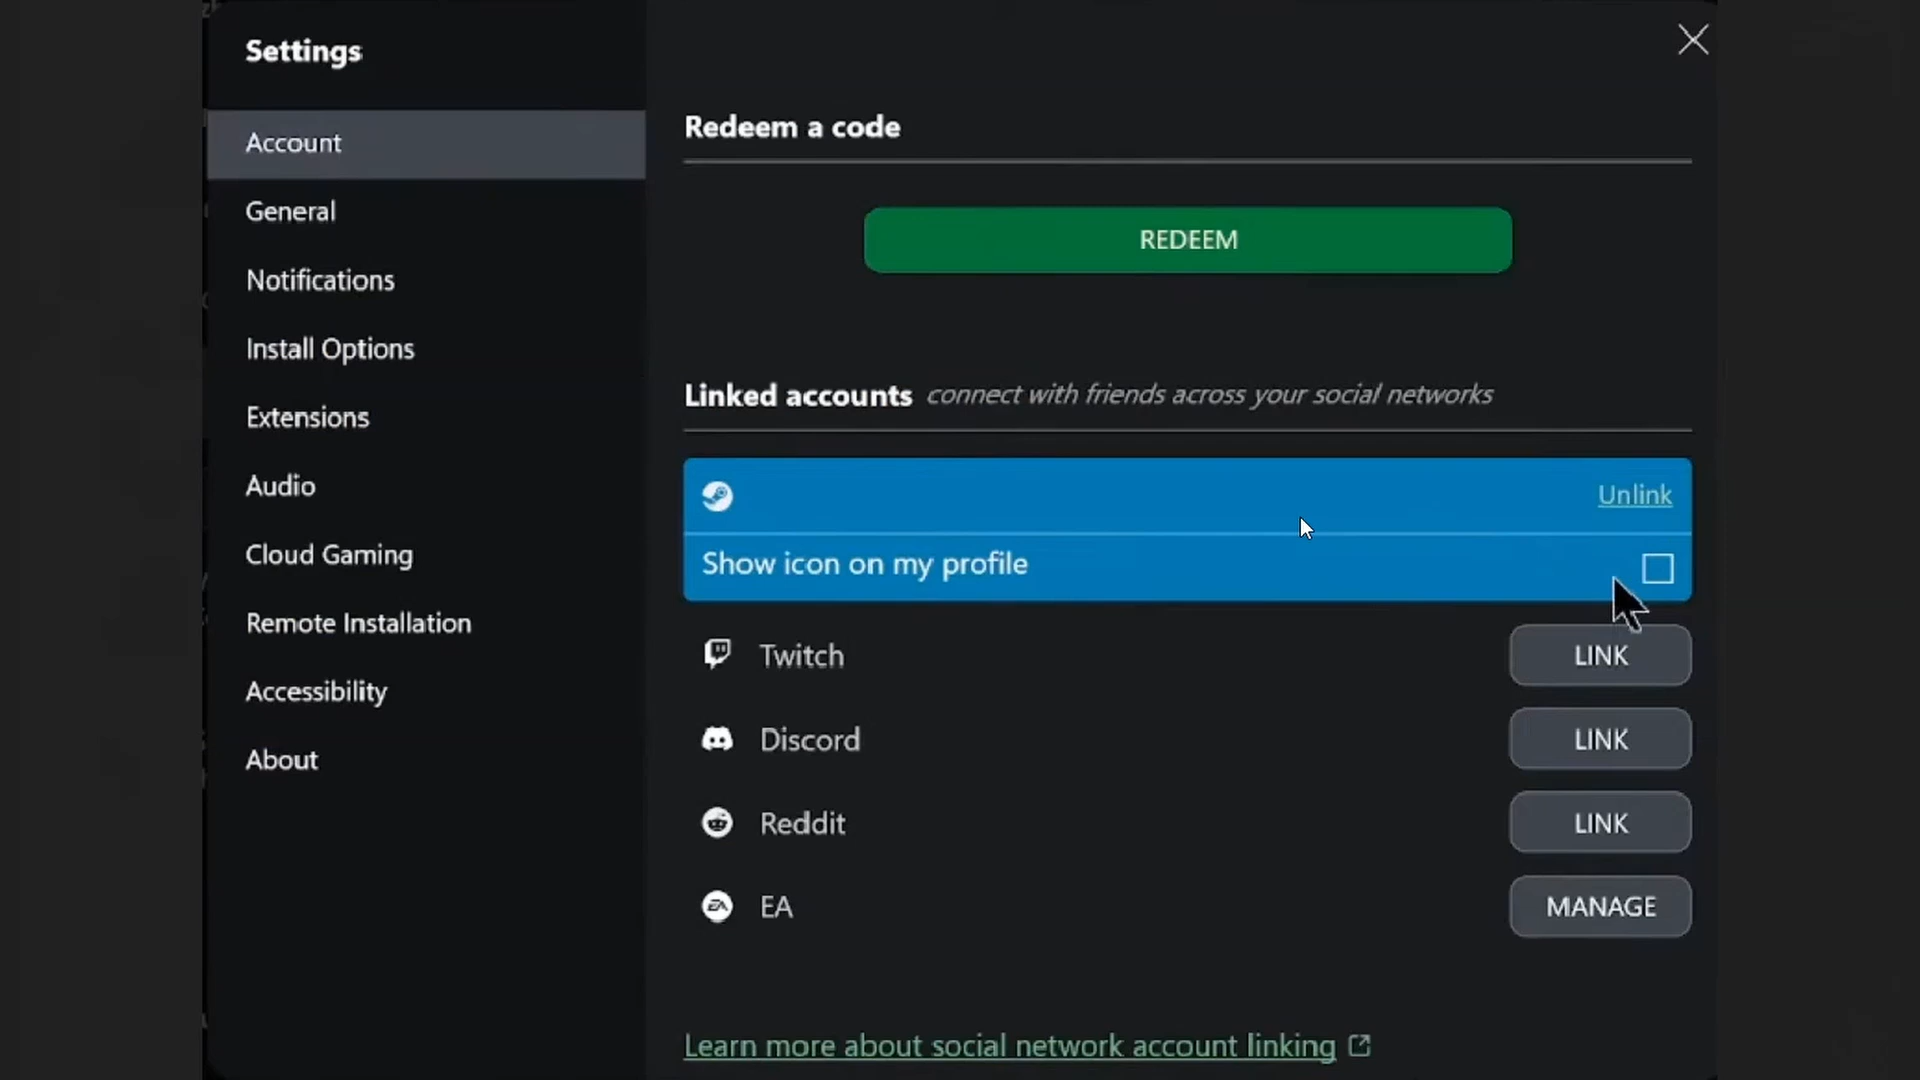 Settings
Account
General
Notifications
Install Options
Extensions
Audio
Cloud Gaming
Remote Installation
Accessibility
About
Redeem a code
REDEEM
Linked accounts connect with friends across your social networks
Unlink
Show icon on my profile
Twitch LINK
Discord LINK
Reddit LINK
EA MANAGE
Learn more about social network account linking